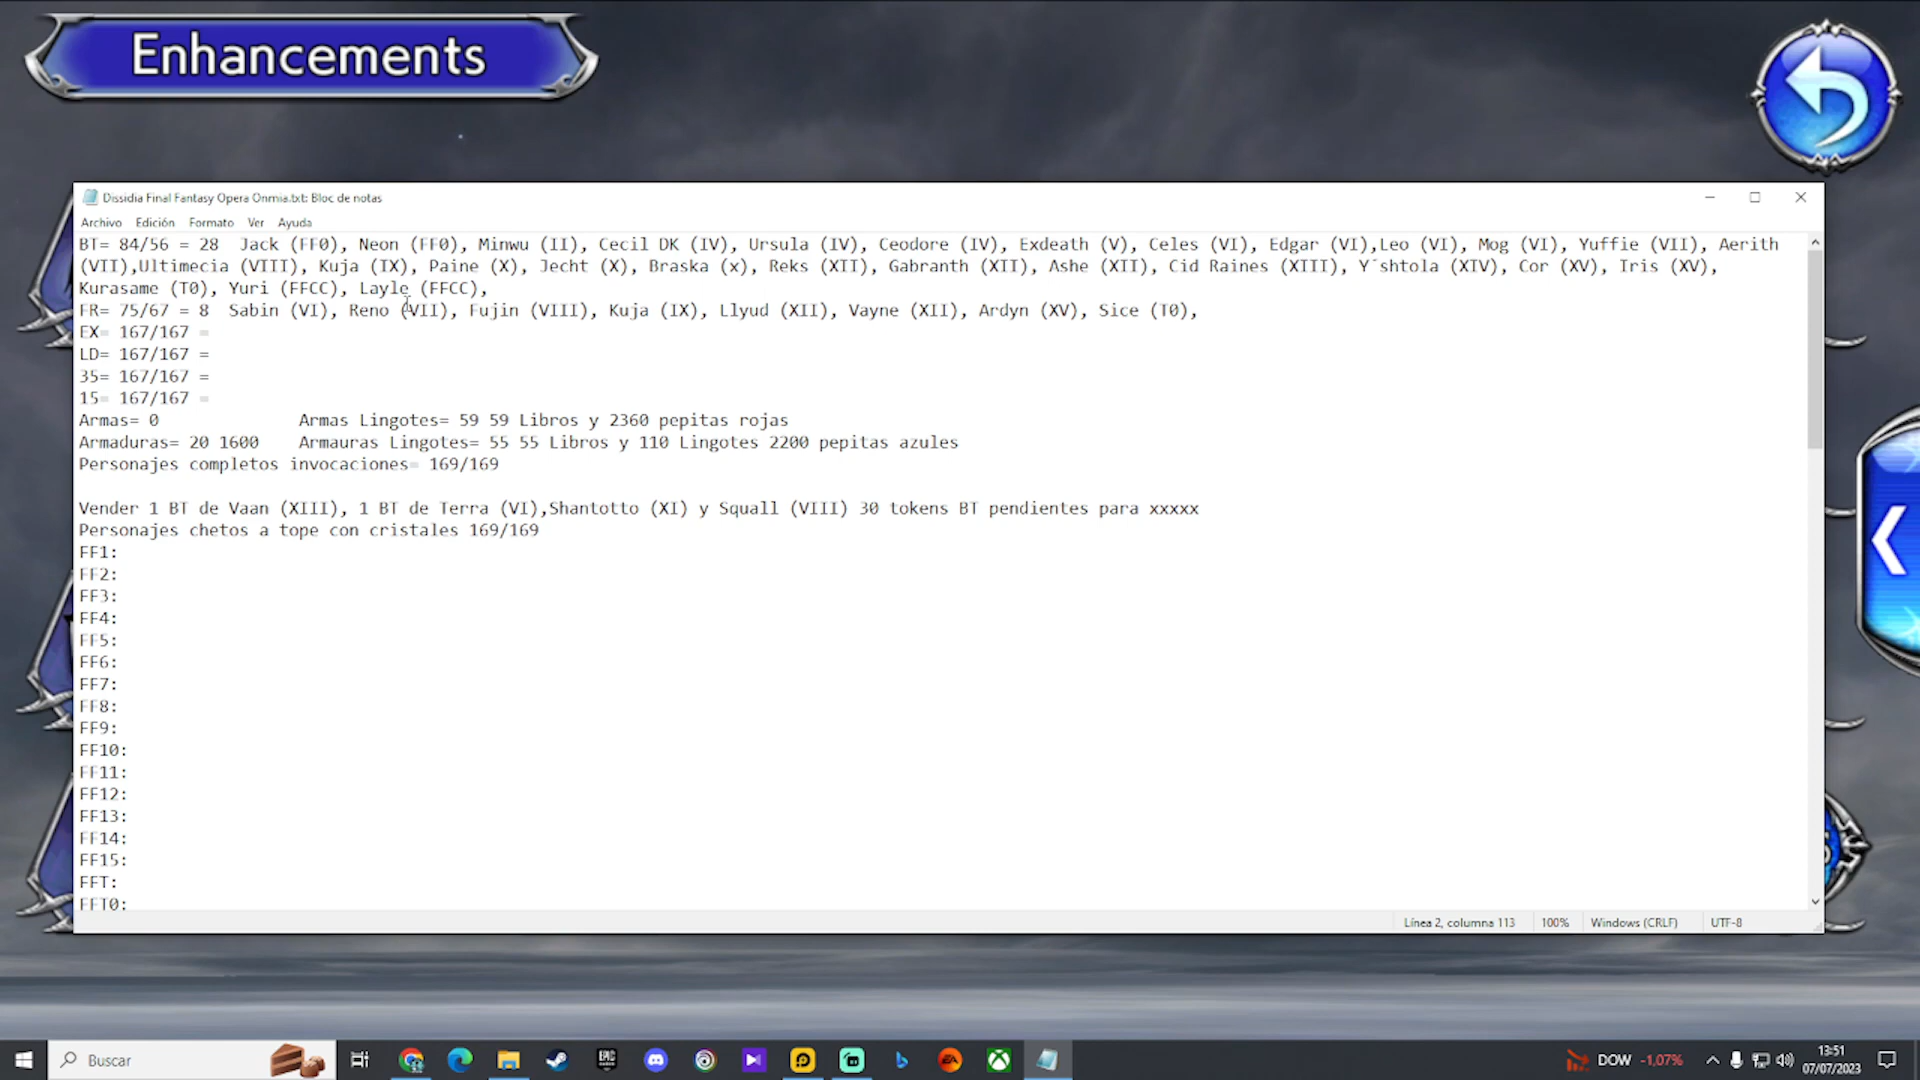 Enhancements
Dissidia Final Fantasy Opera Onmia.txt: Bloc de notas
Archivo Edición Formato Ver Ayuda
BT= 84/56 = 28 Jack (FF0), Neon (FF0), Minwu (II), Cecil DK (IV), Ursula (IV), Ceodore (IV), Exdeath (V), Celes (VI), Edgar (VI),Leo (VI), Mog (VI), Yuffie (VII), Aerith
(VII),Ultimecia (VIII), Kuja (IX), Paine (X), Jecht (X), Braska (x), Reks (XII), Gabranth (XII), Ashe (XII), Cid Raines (XIII), Y´shtola (XIV), Cor (XV), Iris (XV),
Kurasame (T0), Yuri (FFCC), Layle (FFCC),
FR= 75/67 = 8 Sabin (VI), Reno (VII), Fujin (VIII), Kuja (IX), Llyud (XII), Vayne (XII), Ardyn (XV), Sice (T0),
EX= 167/167 =
LD= 167/167 =
35= 167/167 =
15= 167/167 =
Armas= 0 Armas Lingotes= 59 59 Libros y 2360 pepitas rojas
Armaduras= 20 1600 Armauras Lingotes= 55 55 Libros y 110 Lingotes 2200 pepitas azules
Personajes completos invocaciones= 169/169
Vender 1 BT de Vaan (XIII), 1 BT de Terra (VI),Shantotto (XI) y Squall (VIII) 30 tokens BT pendientes para xxxxx
Personajes chetos a tope con cristales 169/169
FF1:
FF2:
FF3:
FF4:
FF5:
FF6:
FF7:
FF8:
FF9:
FF10:
FF11:
FF12:
FF13:
FF14:
FF15:
FFT:
FFT0:
Línea 2, columna 113 100% Windows (CRLF) UTF-8
Buscar
EPIC
EA
DOW -1,07%
13:51
07/07/2023